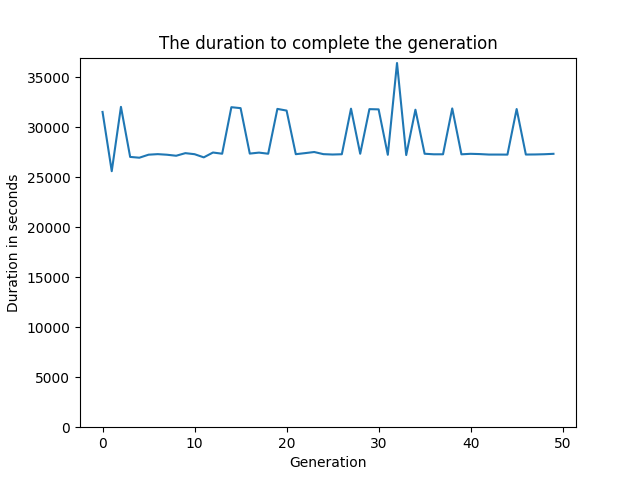 The duration to complete the generation
35000
30000
25000
20000
15000
10000
5000
0
Duration in seconds
0 10 20 30 40 50
Generation